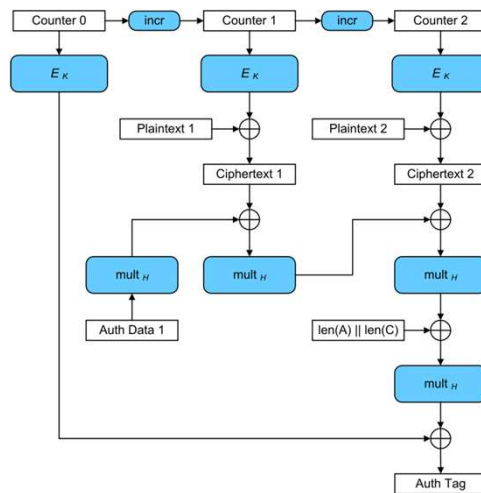 Counter 0
incr
Counter 1
incr
Counter 2
E K
E K
E K
Plaintext 1
Plaintext 2
Ciphertext 1
Ciphertext 2
mult H
mult H
mult H
Auth Data 1
len(A) || len(C)
mult H
Auth Tag